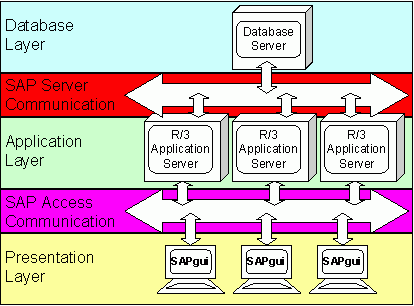 Database
Layer
Database
Server
SAP Server
Communication
Application
Layer
R/3
Application
Server
R/3
Application
Server
R/3
Application
Server
SAP Access
Communication
Presentation
Layer
SAPgui
SAPgui
SAPgui